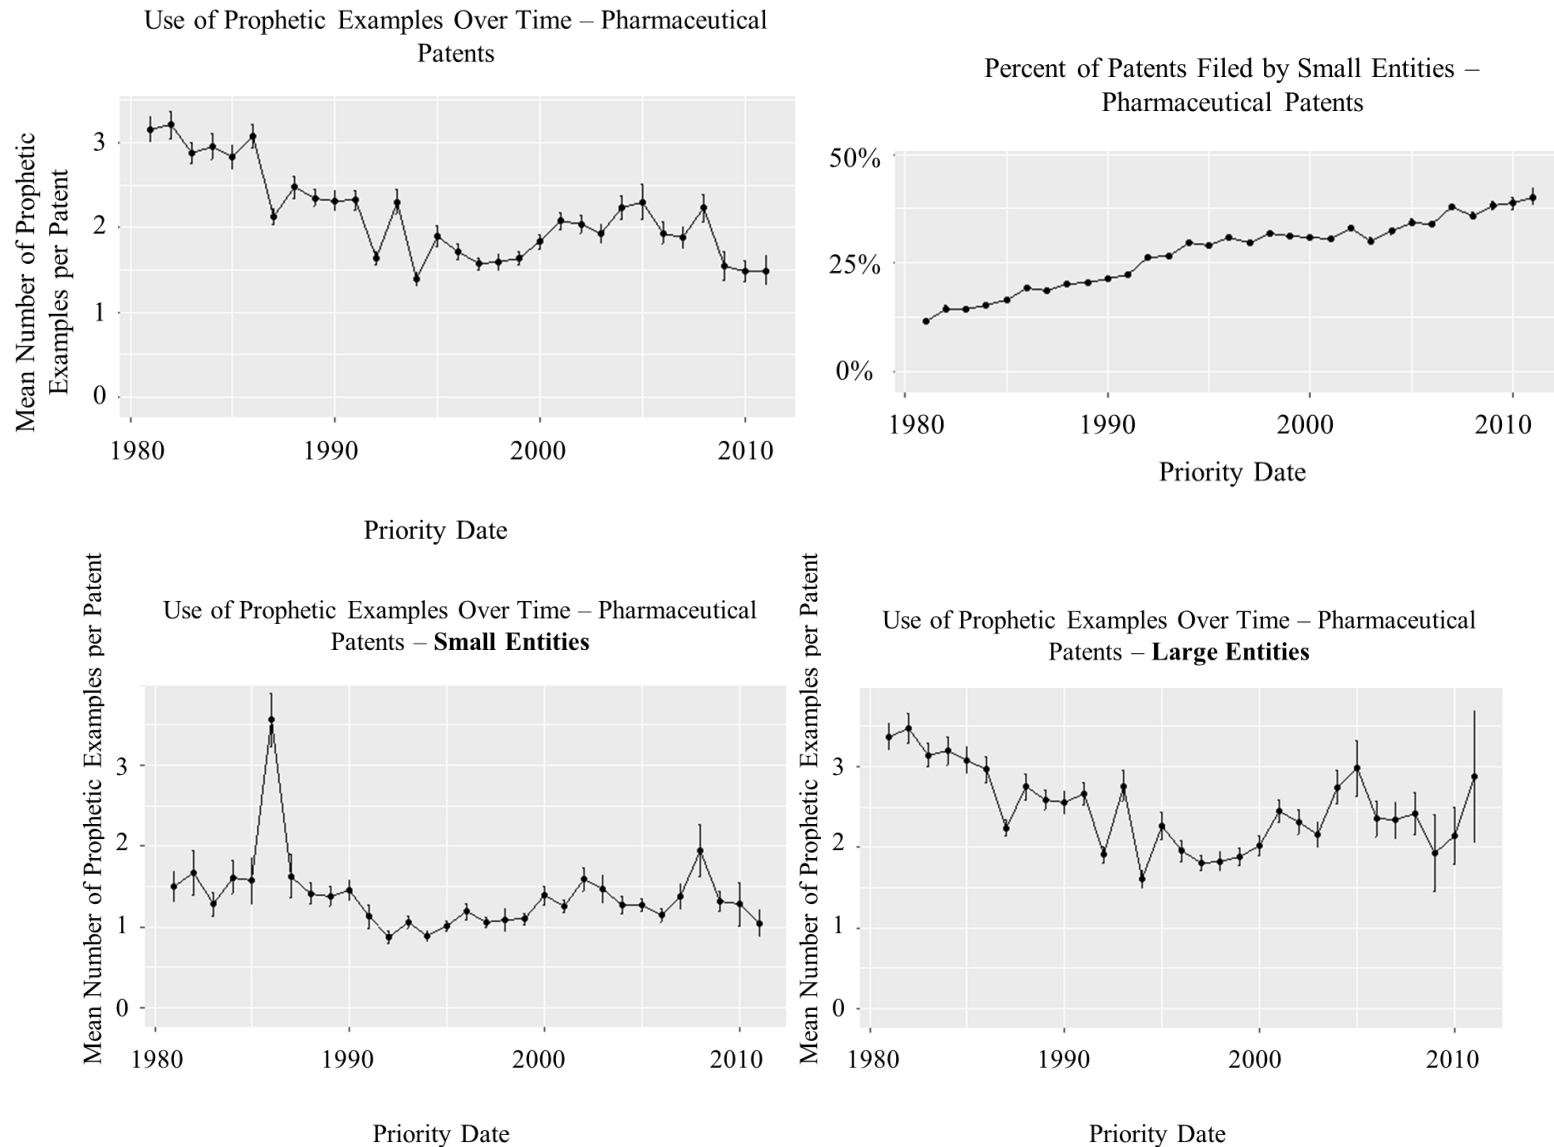 Use of Prophetic Examples Over Time – Pharmaceutical
Patents
Mean Number of Prophetic
Examples per Patent
3
2
1
0
1980
1990
2000
2010
Priority Date
Percent of Patents Filed by Small Entities –
Pharmaceutical Patents
50%
25%
0%
1980
1990
2000
2010
Priority Date
Use of Prophetic Examples Over Time – Pharmaceutical
Patents – Small Entities
Mean Number of Prophetic Examples per Patent
3
2
1
0
1980
1990
2000
2010
Priority Date
Use of Prophetic Examples Over Time – Pharmaceutical
Patents – Large Entities
Mean Number of Prophetic Examples per Patent
3
2
1
0
1980
1990
2000
2010
Priority Date